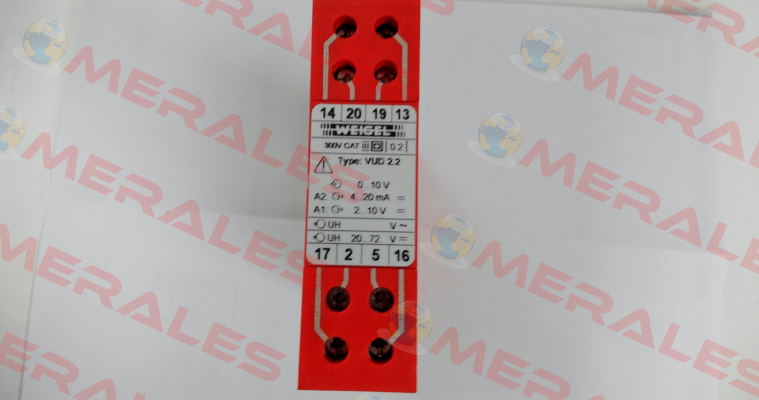 14 20 19 13
WEIGEL
300V CAT III 0.2
Type: VUD 2.2
0...10 V
A2: 4...20 mA
A1: 2...10 V
UH V
UH 20...72 V
17 2 5 16
MERALES
MERALES
MERALES
MERALES
MERALES
MERALES